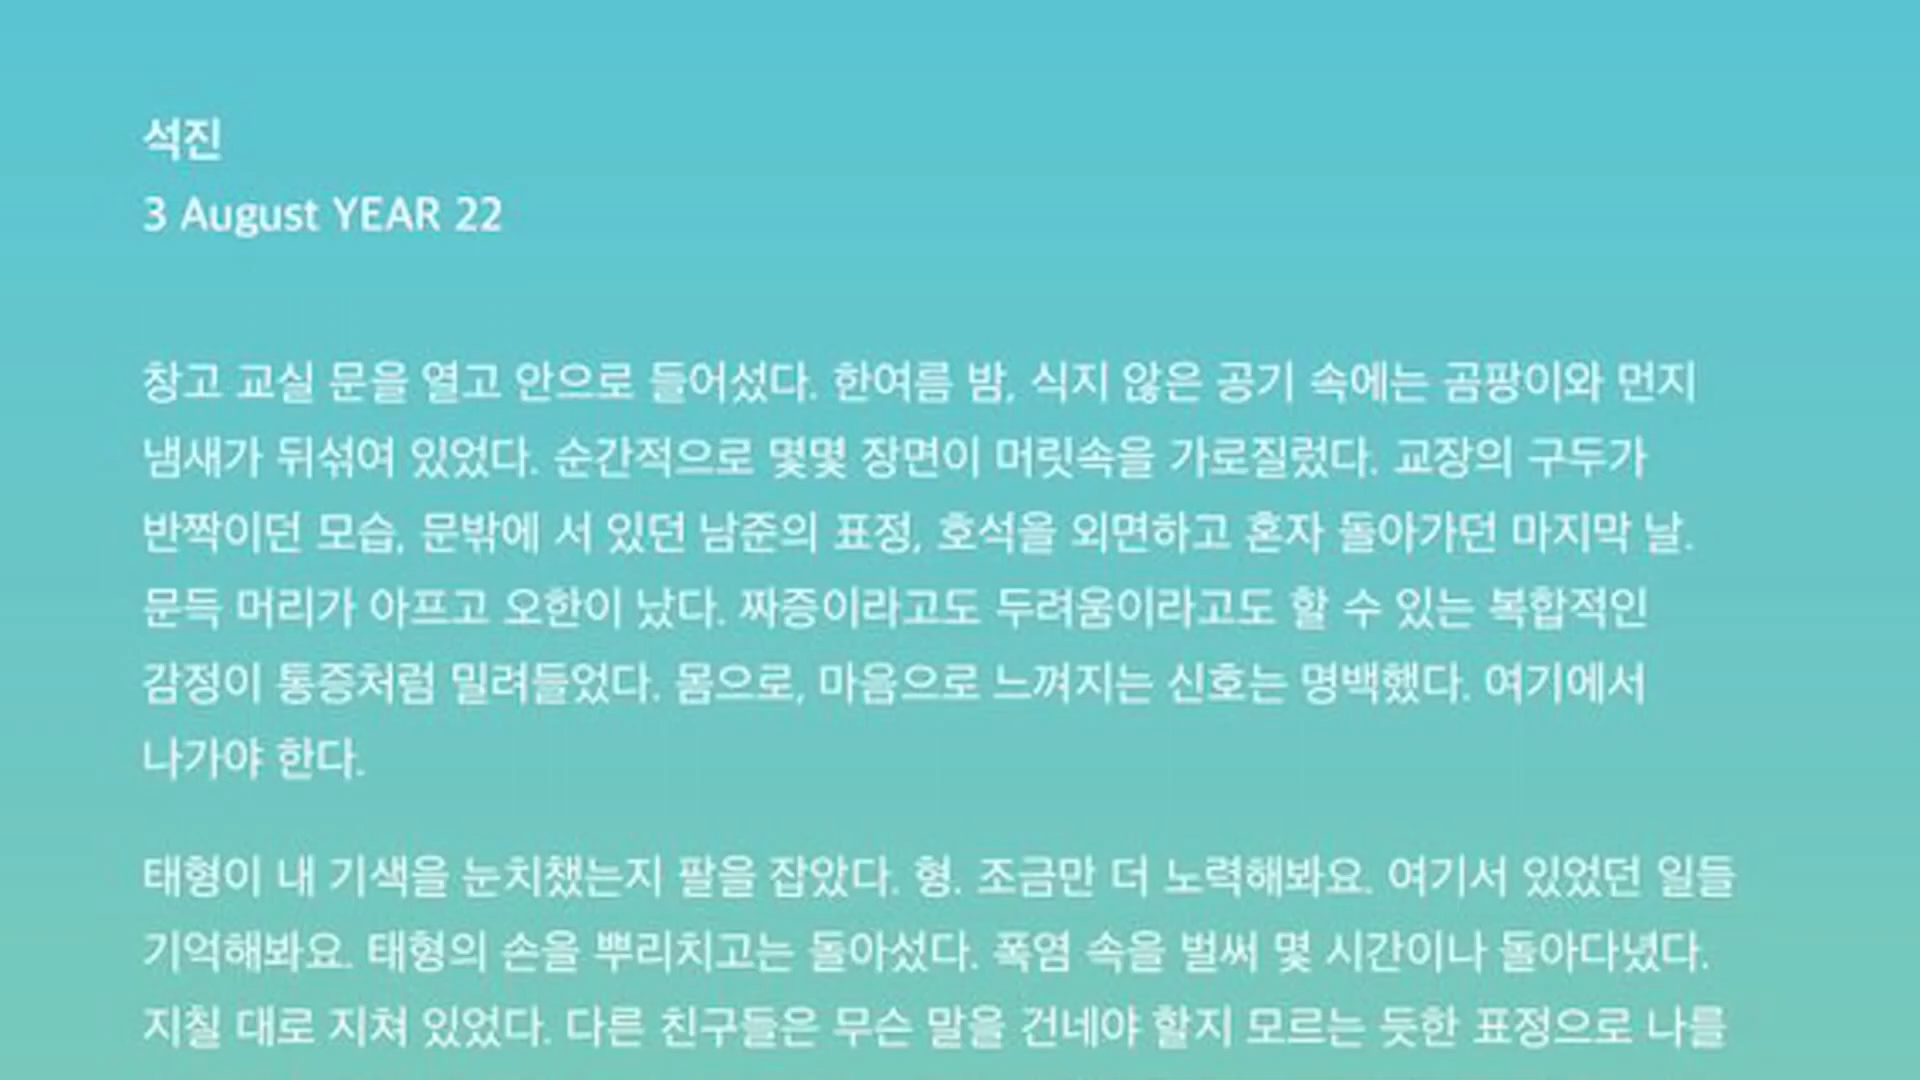 석진
3 August YEAR 22
창고 교실 문을 열고 안으로 들어섰다. 한여름 밤, 식지 않은 공기 속에는 곰팡이와 먼지
냄새가 뒤섞여 있었다. 순간적으로 몇몇 장면이 머릿속을 가로질렀다. 교장의 구두가
반짝이던 모습, 문밖에 서 있던 남준의 표정, 호석을 외면하고 혼자 돌아가던 마지막 날.
문득 머리가 아프고 오한이 났다. 짜증이라고도 두려움이라고도 할 수 있는 복합적인
감정이 통증처럼 밀려들었다. 몸으로, 마음으로 느껴지는 신호는 명백했다. 여기에서
나가야 한다.
태형이 내 기색을 눈치챘는지 팔을 잡았다. 형. 조금만 더 노력해봐요. 여기서 있었던 일들
기억해봐요. 태형의 손을 뿌리치고는 돌아섰다. 폭염 속을 벌써 몇 시간이나 돌아다녔다.
지칠 대로 지쳐 있었다. 다른 친구들은 무슨 말을 건네야 할지 모르는 듯한 표정으로 나를